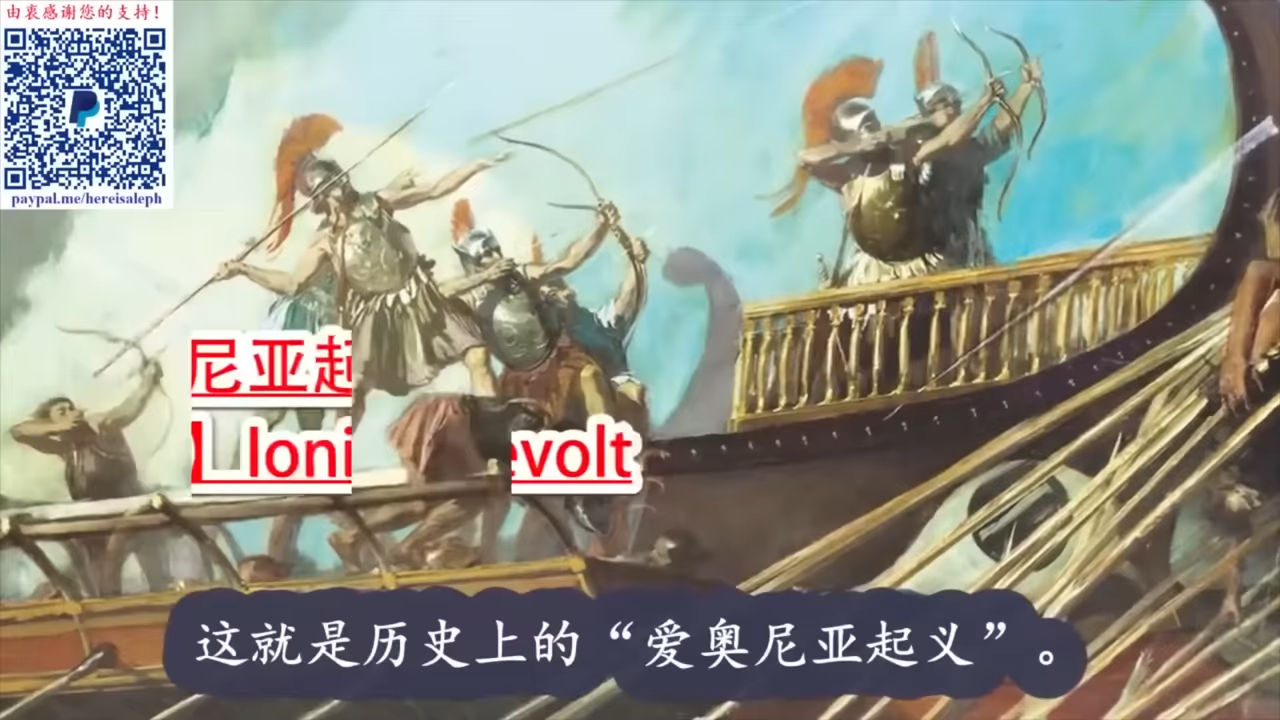 由衷感谢您的支持！
paypal.me/hereisaleph
尼亚起
Ioni evolt
这就是历史上的“爱奥尼亚起义”。